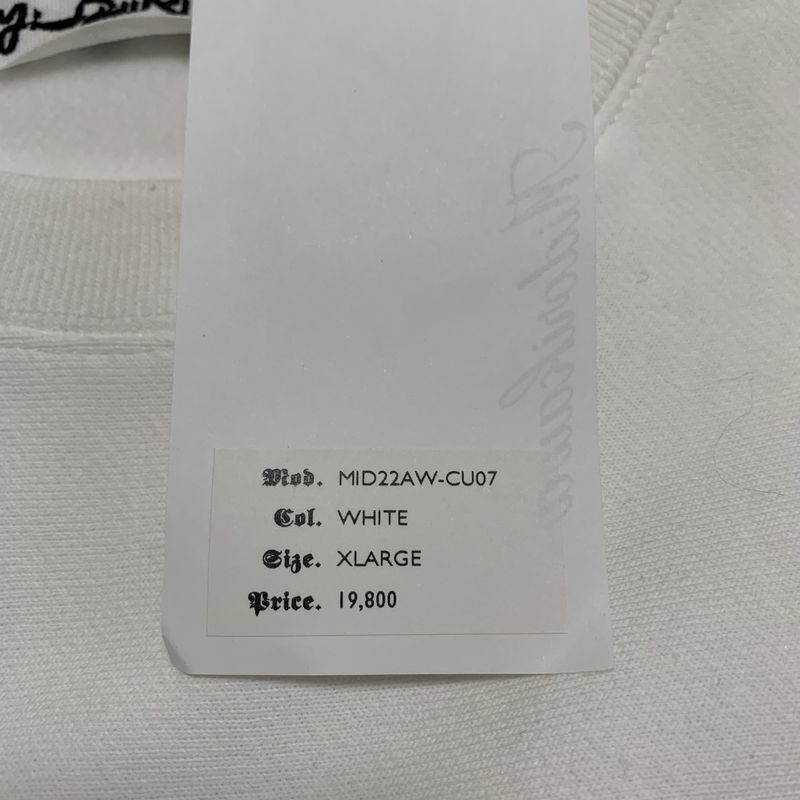 Mod. MID22AW-CU07
Col. WHITE
Size. XLARGE
Price. 19,800